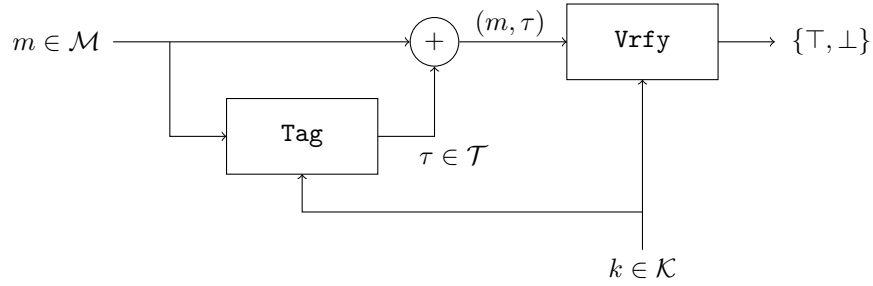 m ∈ ℳ
+
(m, τ)
Vrfy
{⊤, ⊥}
Tag
τ ∈ 𝒯
k ∈ 𝒦